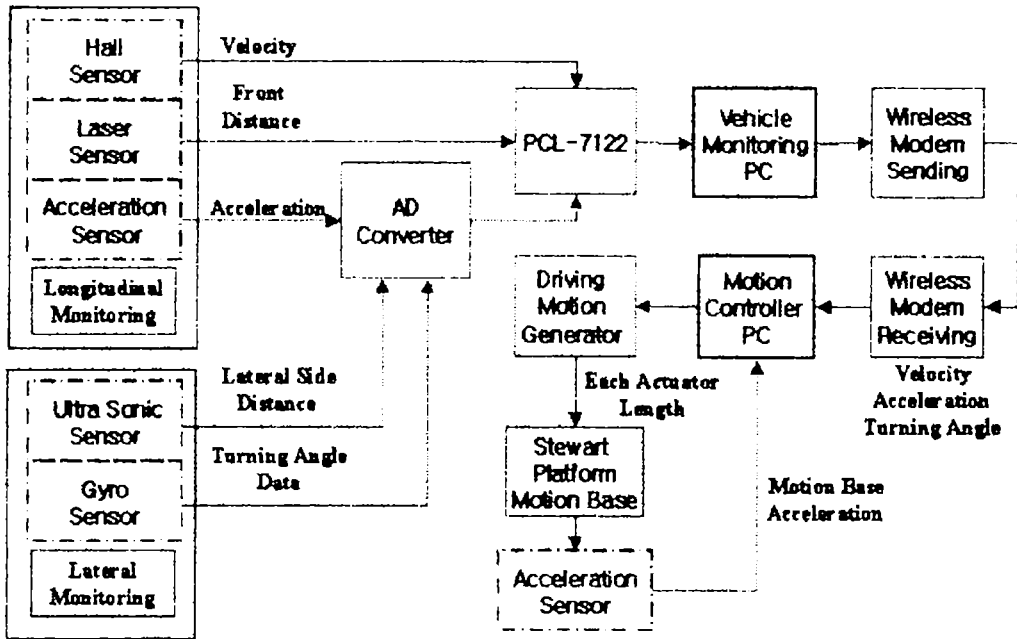 Hall
Sensor
Velocity
Laser
Sensor
Front
Distance
Acceleration
Sensor
Acceleration
Longitudinal
Monitoring
AD
Converter
PCL-7122
Vehicle
Monitoring
PC
Wireless
Modem
Sending
Driving
Motion
Generator
Motion
Controller
PC
Wireless
Modem
Receiving
Velocity
Acceleration
Turning Angle
Each Actuator
Length
Ultra Sonic
Sensor
Lateral Side
Distance
Gyro
Sensor
Turning Angle
Data
Lateral
Monitoring
Stewart
Platform
Motion Base
Motion Base
Acceleration
Acceleration
Sensor